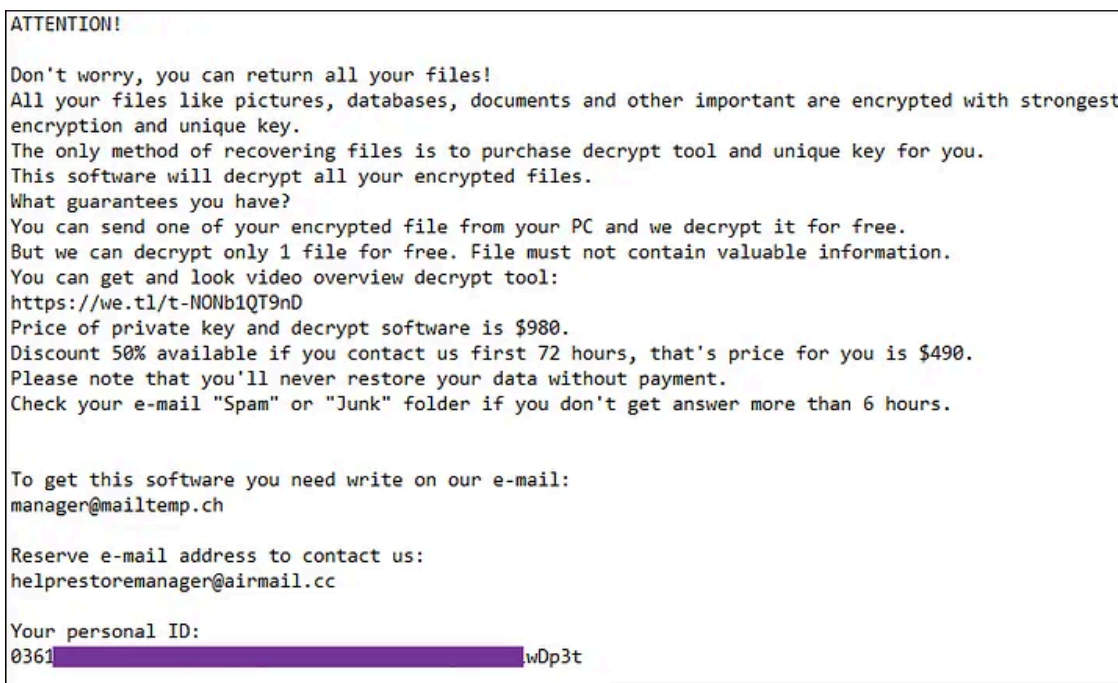 ATTENTION!
Don't worry, you can return all your files!
All your files like pictures, databases, documents and other important are encrypted with strongest
encryption and unique key.
The only method of recovering files is to purchase decrypt tool and unique key for you.
This software will decrypt all your encrypted files.
What guarantees you have?
You can send one of your encrypted file from your PC and we decrypt it for free.
But we can decrypt only 1 file for free. File must not contain valuable information.
You can get and look video overview decrypt tool:
https://we.tl/t-NONb1QT9nD
Price of private key and decrypt software is $980.
Discount 50% available if you contact us first 72 hours, that's price for you is $490.
Please note that you'll never restore your data without payment.
Check your e-mail "Spam" or "Junk" folder if you don't get answer more than 6 hours.
To get this software you need write on our e-mail:
manager@mailtemp.ch
Reserve e-mail address to contact us:
helprestoremanager@airmail.cc
Your personal ID:
0361 wDp3t